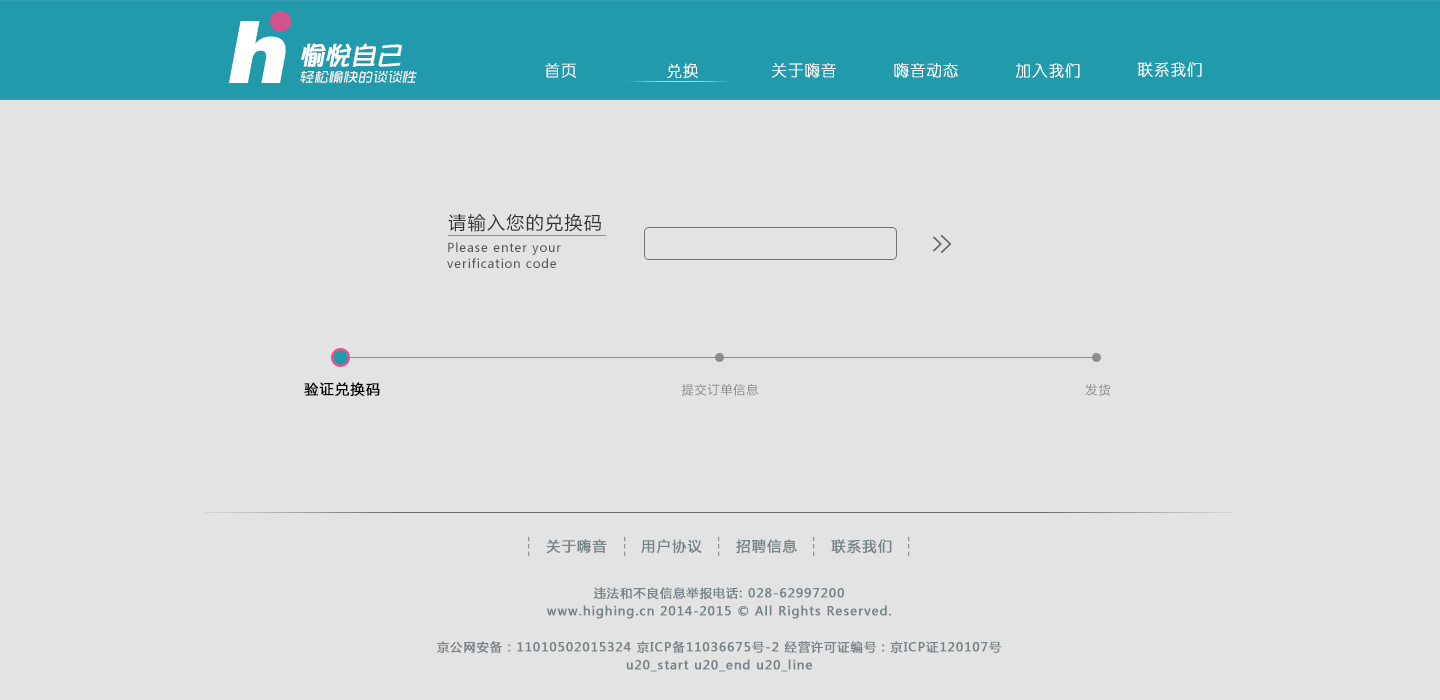 h
愉悦自己
轻松愉快的谈谈性
首页 兑换 关于嗨音 嗨音动态 加入我们 联系我们
请输入您的兑换码
Please enter your
verification code
验证兑换码 提交订单信息 发货
关于嗨音 用户协议 招聘信息 联系我们
违法和不良信息举报电话: 028-62997200
www.highing.cn 2014-2015 © All Rights Reserved.
京公网安备：11010502015324 京ICP备11036675号-2 经营许可证编号：京ICP证120107号
u20_start u20_end u20_line